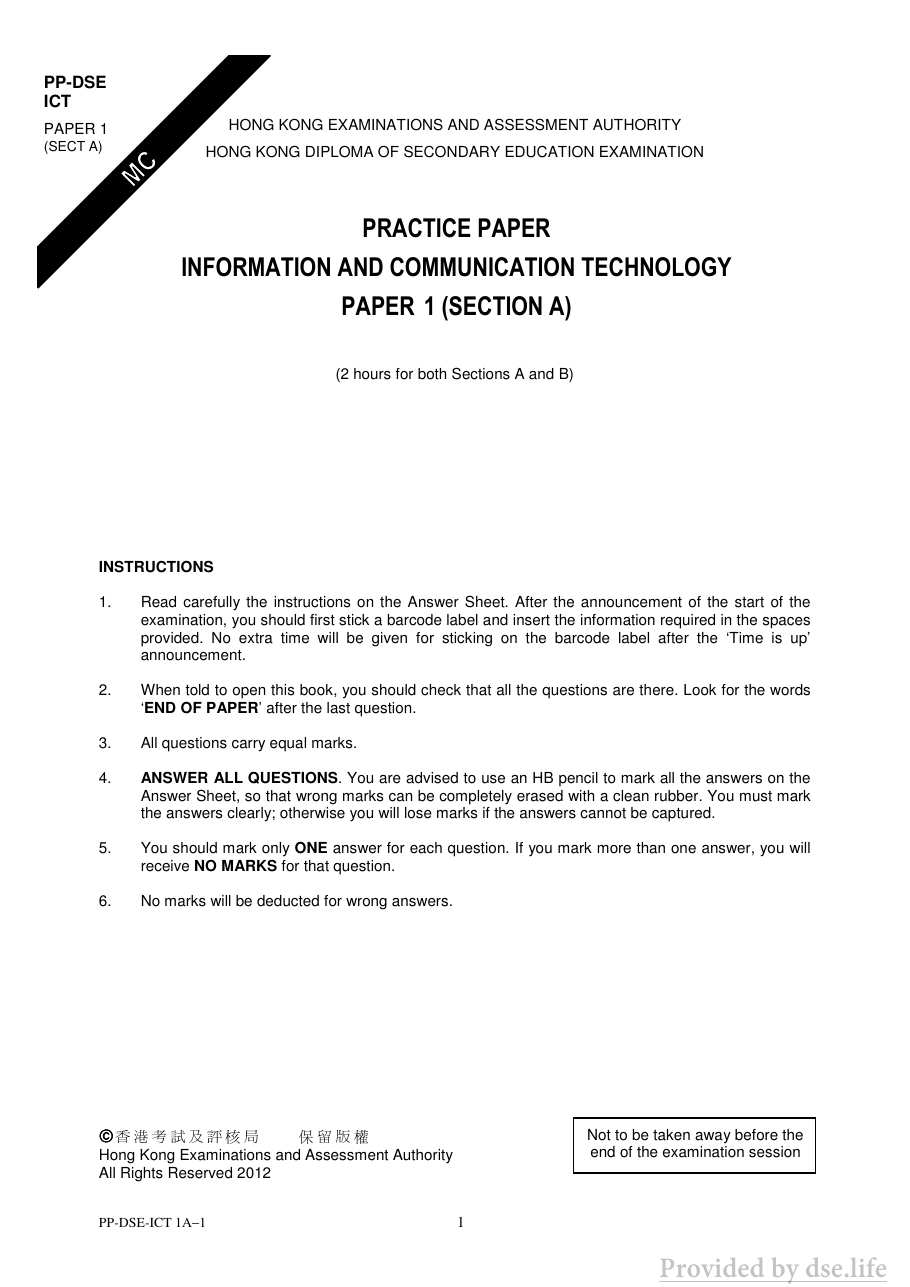 PP-DSE
ICT
PAPER 1
(SECT A)
MC
HONG KONG EXAMINATIONS AND ASSESSMENT AUTHORITY
HONG KONG DIPLOMA OF SECONDARY EDUCATION EXAMINATION
PRACTICE PAPER
INFORMATION AND COMMUNICATION TECHNOLOGY
PAPER 1 (SECTION A)
(2 hours for both Sections A and B)
INSTRUCTIONS
1. Read carefully the instructions on the Answer Sheet. After the announcement of the start of the
examination, you should first stick a barcode label and insert the information required in the spaces
provided. No extra time will be given for sticking on the barcode label after the ‘Time is up’
announcement.
2. When told to open this book, you should check that all the questions are there. Look for the words
‘END OF PAPER’ after the last question.
3. All questions carry equal marks.
4. ANSWER ALL QUESTIONS. You are advised to use an HB pencil to mark all the answers on the
Answer Sheet, so that wrong marks can be completely erased with a clean rubber. You must mark
the answers clearly; otherwise you will lose marks if the answers cannot be captured.
5. You should mark only ONE answer for each question. If you mark more than one answer, you will
receive NO MARKS for that question.
6. No marks will be deducted for wrong answers.
©香港考試及評核局 保留版權
Hong Kong Examinations and Assessment Authority
All Rights Reserved 2012
Not to be taken away before the
end of the examination session
PP-DSE-ICT 1A–1
1
Provided by dse.life